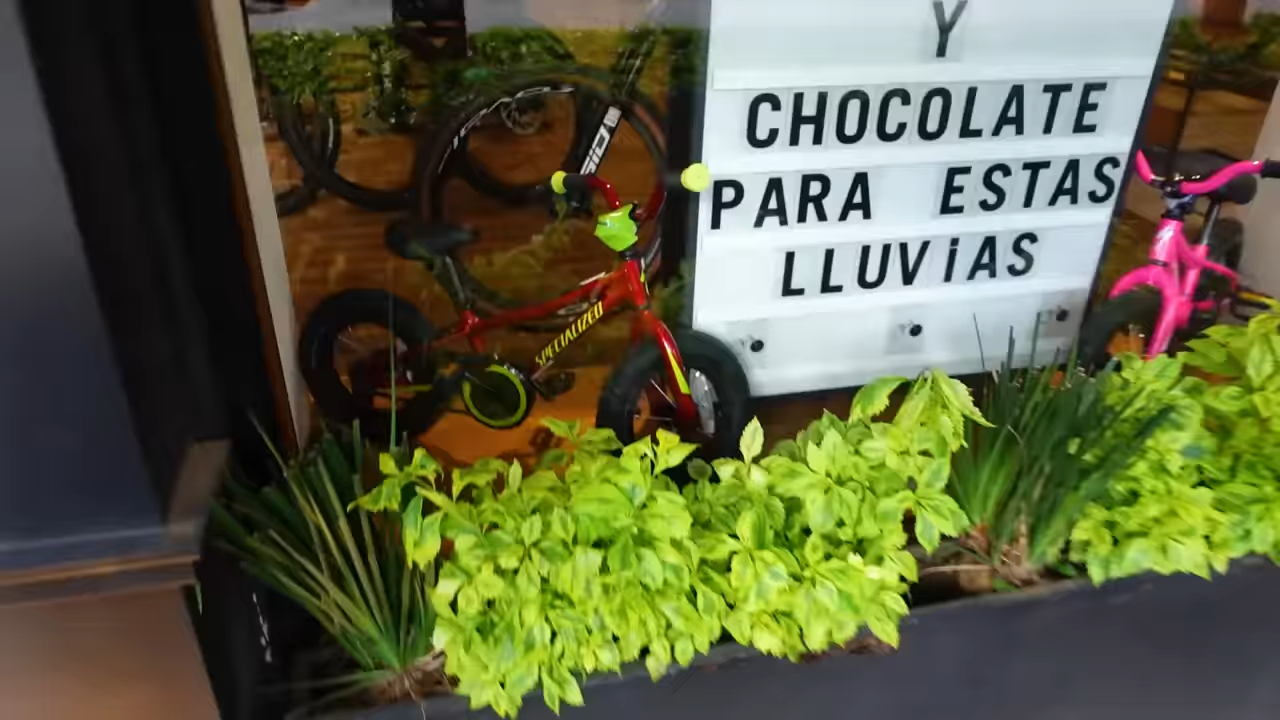 Y
CHOCOLATE
PARA ESTAS
LLUViAS
SPECIALIZED